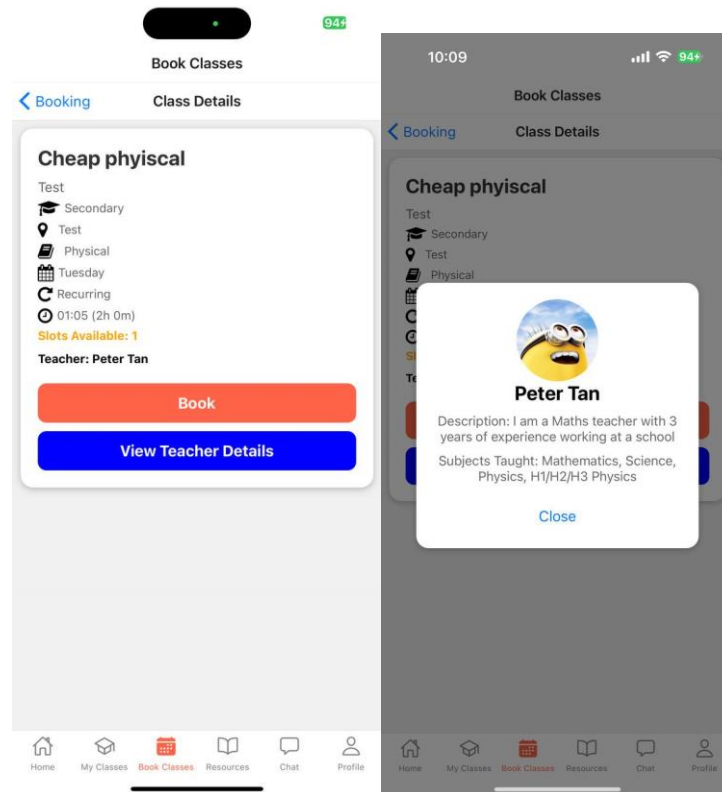 94
Book Classes
Booking
Class Details
Cheap phyiscal
Test
Secondary
Test
Physical
Tuesday
Recurring
01:05 (2h 0m)
Slots Available: 1
Teacher: Peter Tan
Book
View Teacher Details
Home
My Classes
Book Classes
Resources
Chat
Profile
10:09
94
Book Classes
Booking
Class Details
Cheap phyiscal
Test
Secondary
Test
Physical
Peter Tan
Description: I am a Maths teacher with 3
years of experience working at a school
Subjects Taught: Mathematics, Science,
Physics, H1/H2/H3 Physics
Close
Home
My Classes
Book Classes
Resources
Chat
Profile